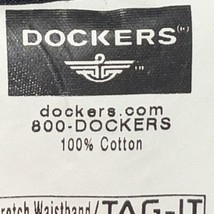 DOCKERS
dockers.com
800-DOCKERS
100% Cotton
Waistband/TAG-IT